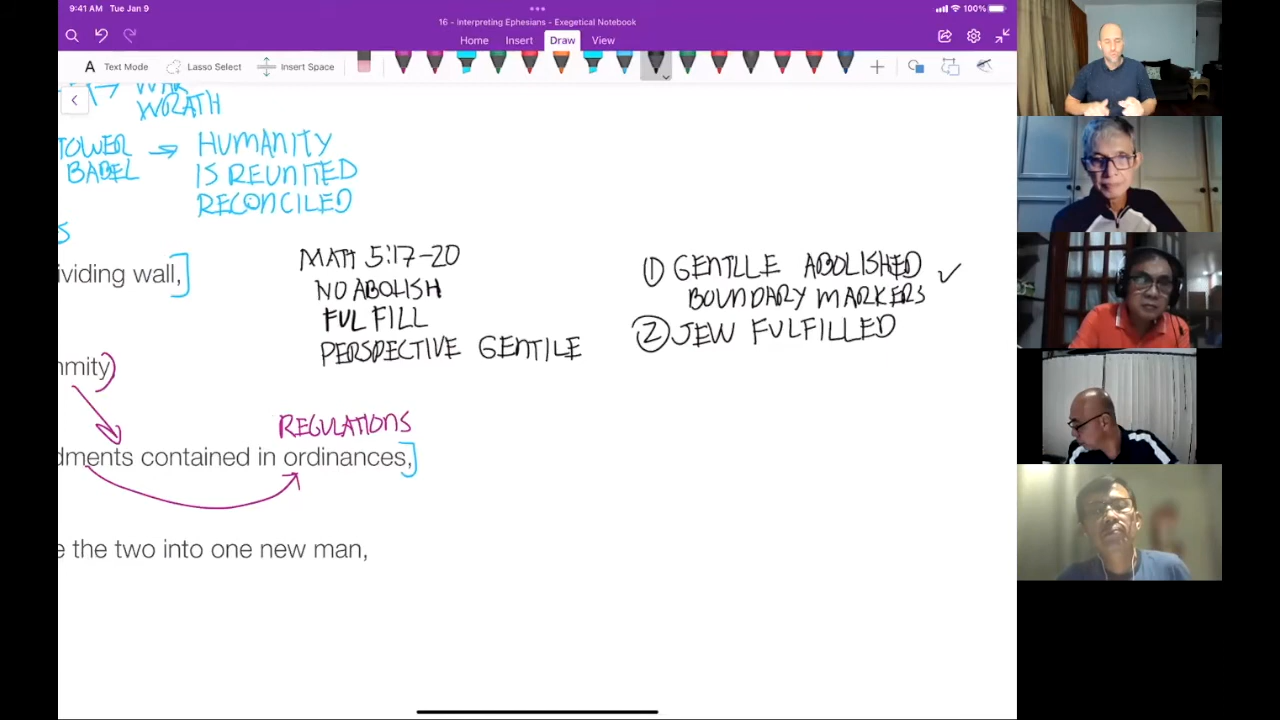 9:41 AM Tue Jan 9
100%
16 - Interpreting Ephesians - Exegetical Notebook
Home Insert Draw View
A Text Mode Lasso Select Insert Space
WAR
WRATH
TOWER → HUMANITY
BABEL IS REUNITED
RECONCILED
S
ividing wall,]
MATT 5:17-20
NO ABOLISH
FULFILL
PERSPECTIVE GENTILE
① GENTILE ABOLISHED ✓
BOUNDARY MARKERS
② JEW FULFILLED
nmity)
REGULATIONS
dments contained in ordinances,]
e the two into one new man,